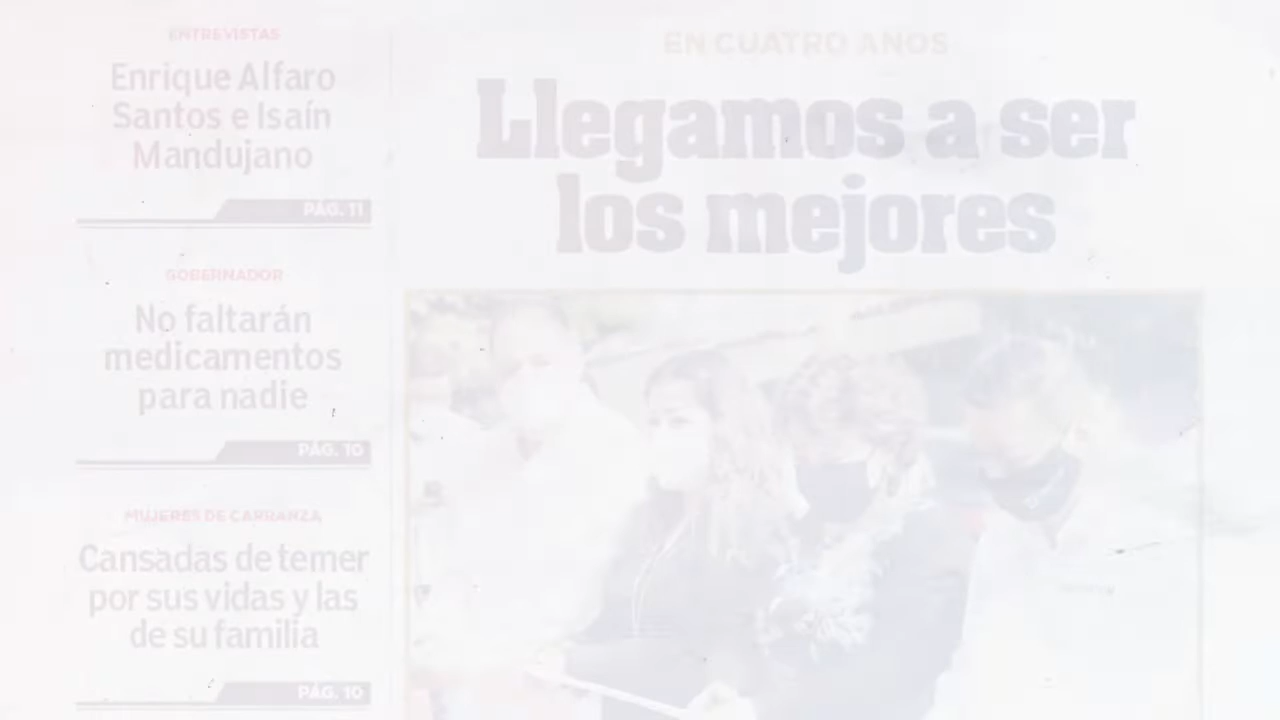 ENTREVISTAS
Enrique Alfaro
Santos e Isaín
Mandujano
PÁG. 11
GOBERNADOR
No faltarán
medicamentos
para nadie
PÁG. 10
MUJERES DE CARRANZA
Cansadas de temer
por sus vidas y las
de su familia
PÁG. 10
EN CUATRO AÑOS
Llegamos a ser
los mejores